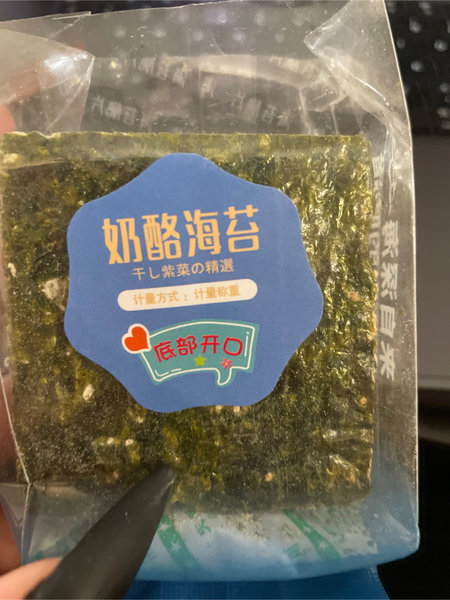 奶酪海苔
干し紫菜の精選
计量方式：计量称重
底部开口